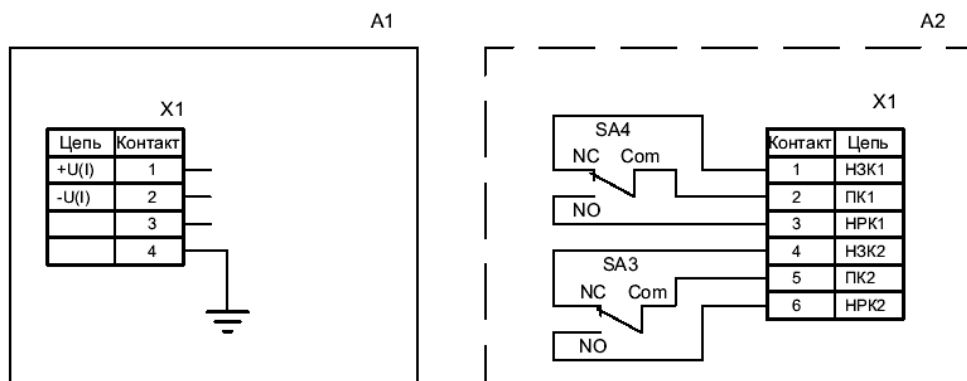 A1
A2
X1
Цепь Контакт
+U(I) 1
-U(I) 2
3
4
X1
Контакт Цепь
1 НЗК1
2 ПК1
3 НРК1
4 НЗК2
5 ПК2
6 НРК2
SA4
NC Com
NO
SA3
NC Com
NO